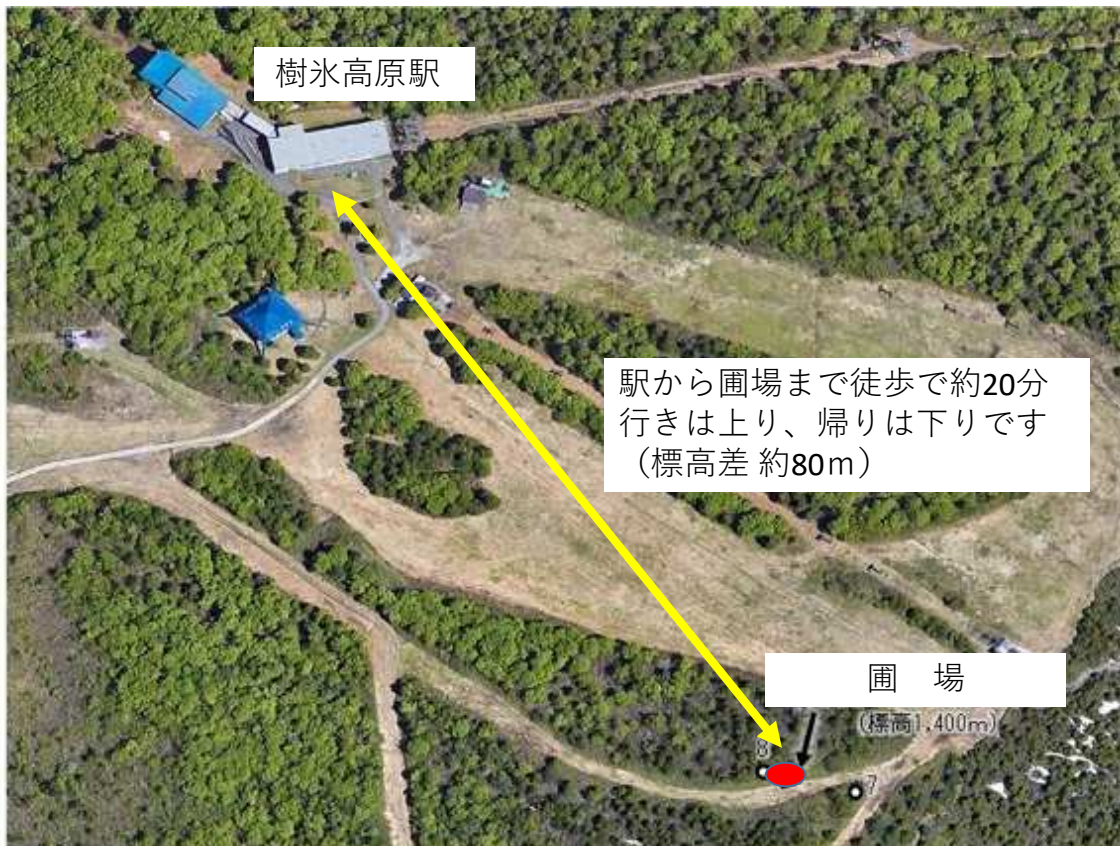 樹氷高原駅
駅から圃場まで徒歩で約20分
行きは上り、帰りは下りです
（標高差 約80ｍ）
圃　場
(標高1,400m)
8
7